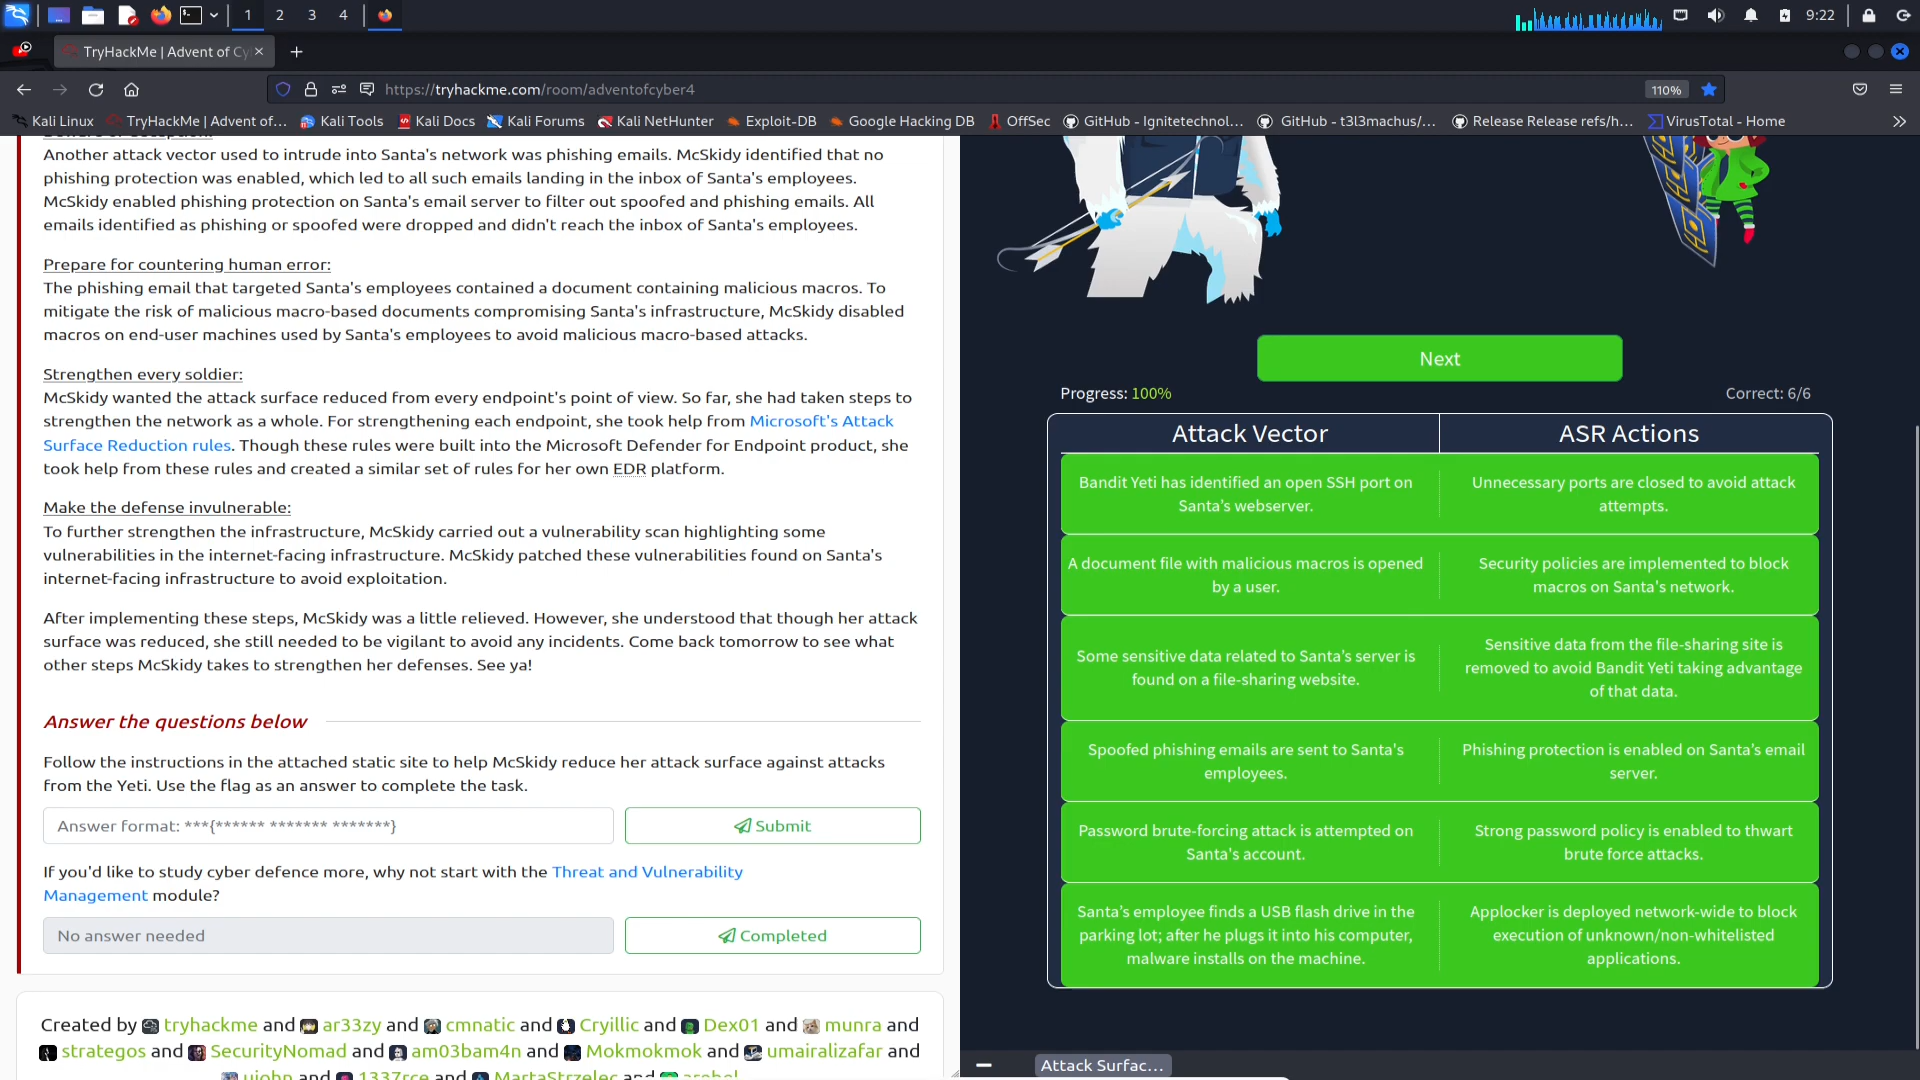 1
2
3
4
9:22
TryHackMe | Advent of Cy
https://tryhackme.com/room/adventofcyber4
110%
Kali Linux
TryHackMe | Advent of...
Kali Tools
Kali Docs
Kali Forums
Kali NetHunter
Exploit-DB
Google Hacking DB
OffSec
GitHub - Ignitetechnol...
GitHub - t3l3machus/...
Release Release refs/h...
VirusTotal - Home
Another attack vector used to intrude into Santa's network was phishing emails. McSkidy identified that no
phishing protection was enabled, which led to all such emails landing in the inbox of Santa's employees.
McSkidy enabled phishing protection on Santa's email server to filter out spoofed and phishing emails. All
emails identified as phishing or spoofed were dropped and didn't reach the inbox of Santa's employees.
Prepare for countering human error:
The phishing email that targeted Santa's employees contained a document containing malicious macros. To
mitigate the risk of malicious macro-based documents compromising Santa's infrastructure, McSkidy disabled
macros on end-user machines used by Santa's employees to avoid malicious macro-based attacks.
Strengthen every soldier:
McSkidy wanted the attack surface reduced from every endpoint's point of view. So far, she had taken steps to
strengthen the network as a whole. For strengthening each endpoint, she took help from Microsoft's Attack
Surface Reduction rules. Though these rules were built into the Microsoft Defender for Endpoint product, she
took help from these rules and created a similar set of rules for her own EDR platform.
Make the defense invulnerable:
To further strengthen the infrastructure, McSkidy carried out a vulnerability scan highlighting some
vulnerabilities in the internet-facing infrastructure. McSkidy patched these vulnerabilities found on Santa's
internet-facing infrastructure to avoid exploitation.
After implementing these steps, McSkidy was a little relieved. However, she understood that though her attack
surface was reduced, she still needed to be vigilant to avoid any incidents. Come back tomorrow to see what
other steps McSkidy takes to strengthen her defenses. See ya!
Answer the questions below
Follow the instructions in the attached static site to help McSkidy reduce her attack surface against attacks
from the Yeti. Use the flag as an answer to complete the task.
Answer format: ***{****** ******* *******}
Submit
If you'd like to study cyber defence more, why not start with the Threat and Vulnerability
Management module?
No answer needed
Completed
Created by tryhackme and ar33zy and cmnatic and Cryillic and Dex01 and munra and
strategos and SecurityNomad and am03bam4n and Mokmokmok and umairalizafar and
and 1337rce and MartaStrzelec and
Next
Progress: 100%
Correct: 6/6
Attack Vector
ASR Actions
Bandit Yeti has identified an open SSH port on
Santa's webserver.
Unnecessary ports are closed to avoid attack
attempts.
A document file with malicious macros is opened
by a user.
Security policies are implemented to block
macros on Santa's network.
Some sensitive data related to Santa's server is
found on a file-sharing website.
Sensitive data from the file-sharing site is
removed to avoid Bandit Yeti taking advantage
of that data.
Spoofed phishing emails are sent to Santa's
employees.
Phishing protection is enabled on Santa's email
server.
Password brute-forcing attack is attempted on
Santa's account.
Strong password policy is enabled to thwart
brute force attacks.
Santa's employee finds a USB flash drive in the
parking lot; after he plugs it into his computer,
malware installs on the machine.
Applocker is deployed network-wide to block
execution of unknown/non-whitelisted
applications.
Attack Surfac...